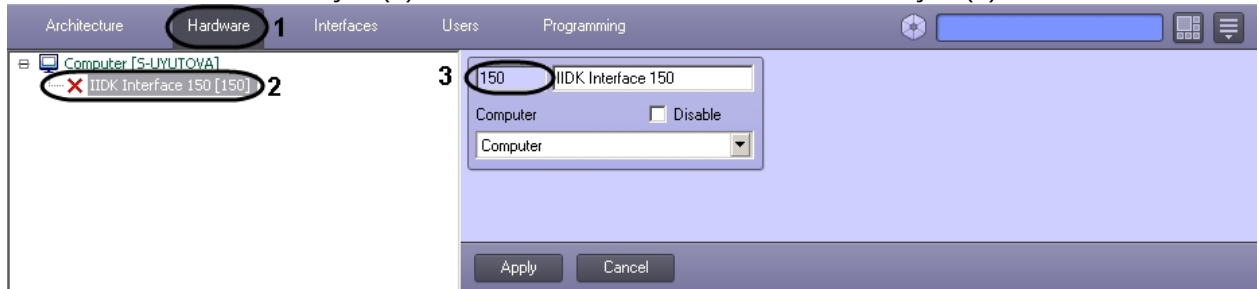 Architecture Hardware 1 Interfaces Users Programming
Computer [S-UYUTOVA]
IIDK Interface 150 [150] 2
3 150 IIDK Interface 150
Computer Disable
Computer
Apply Cancel